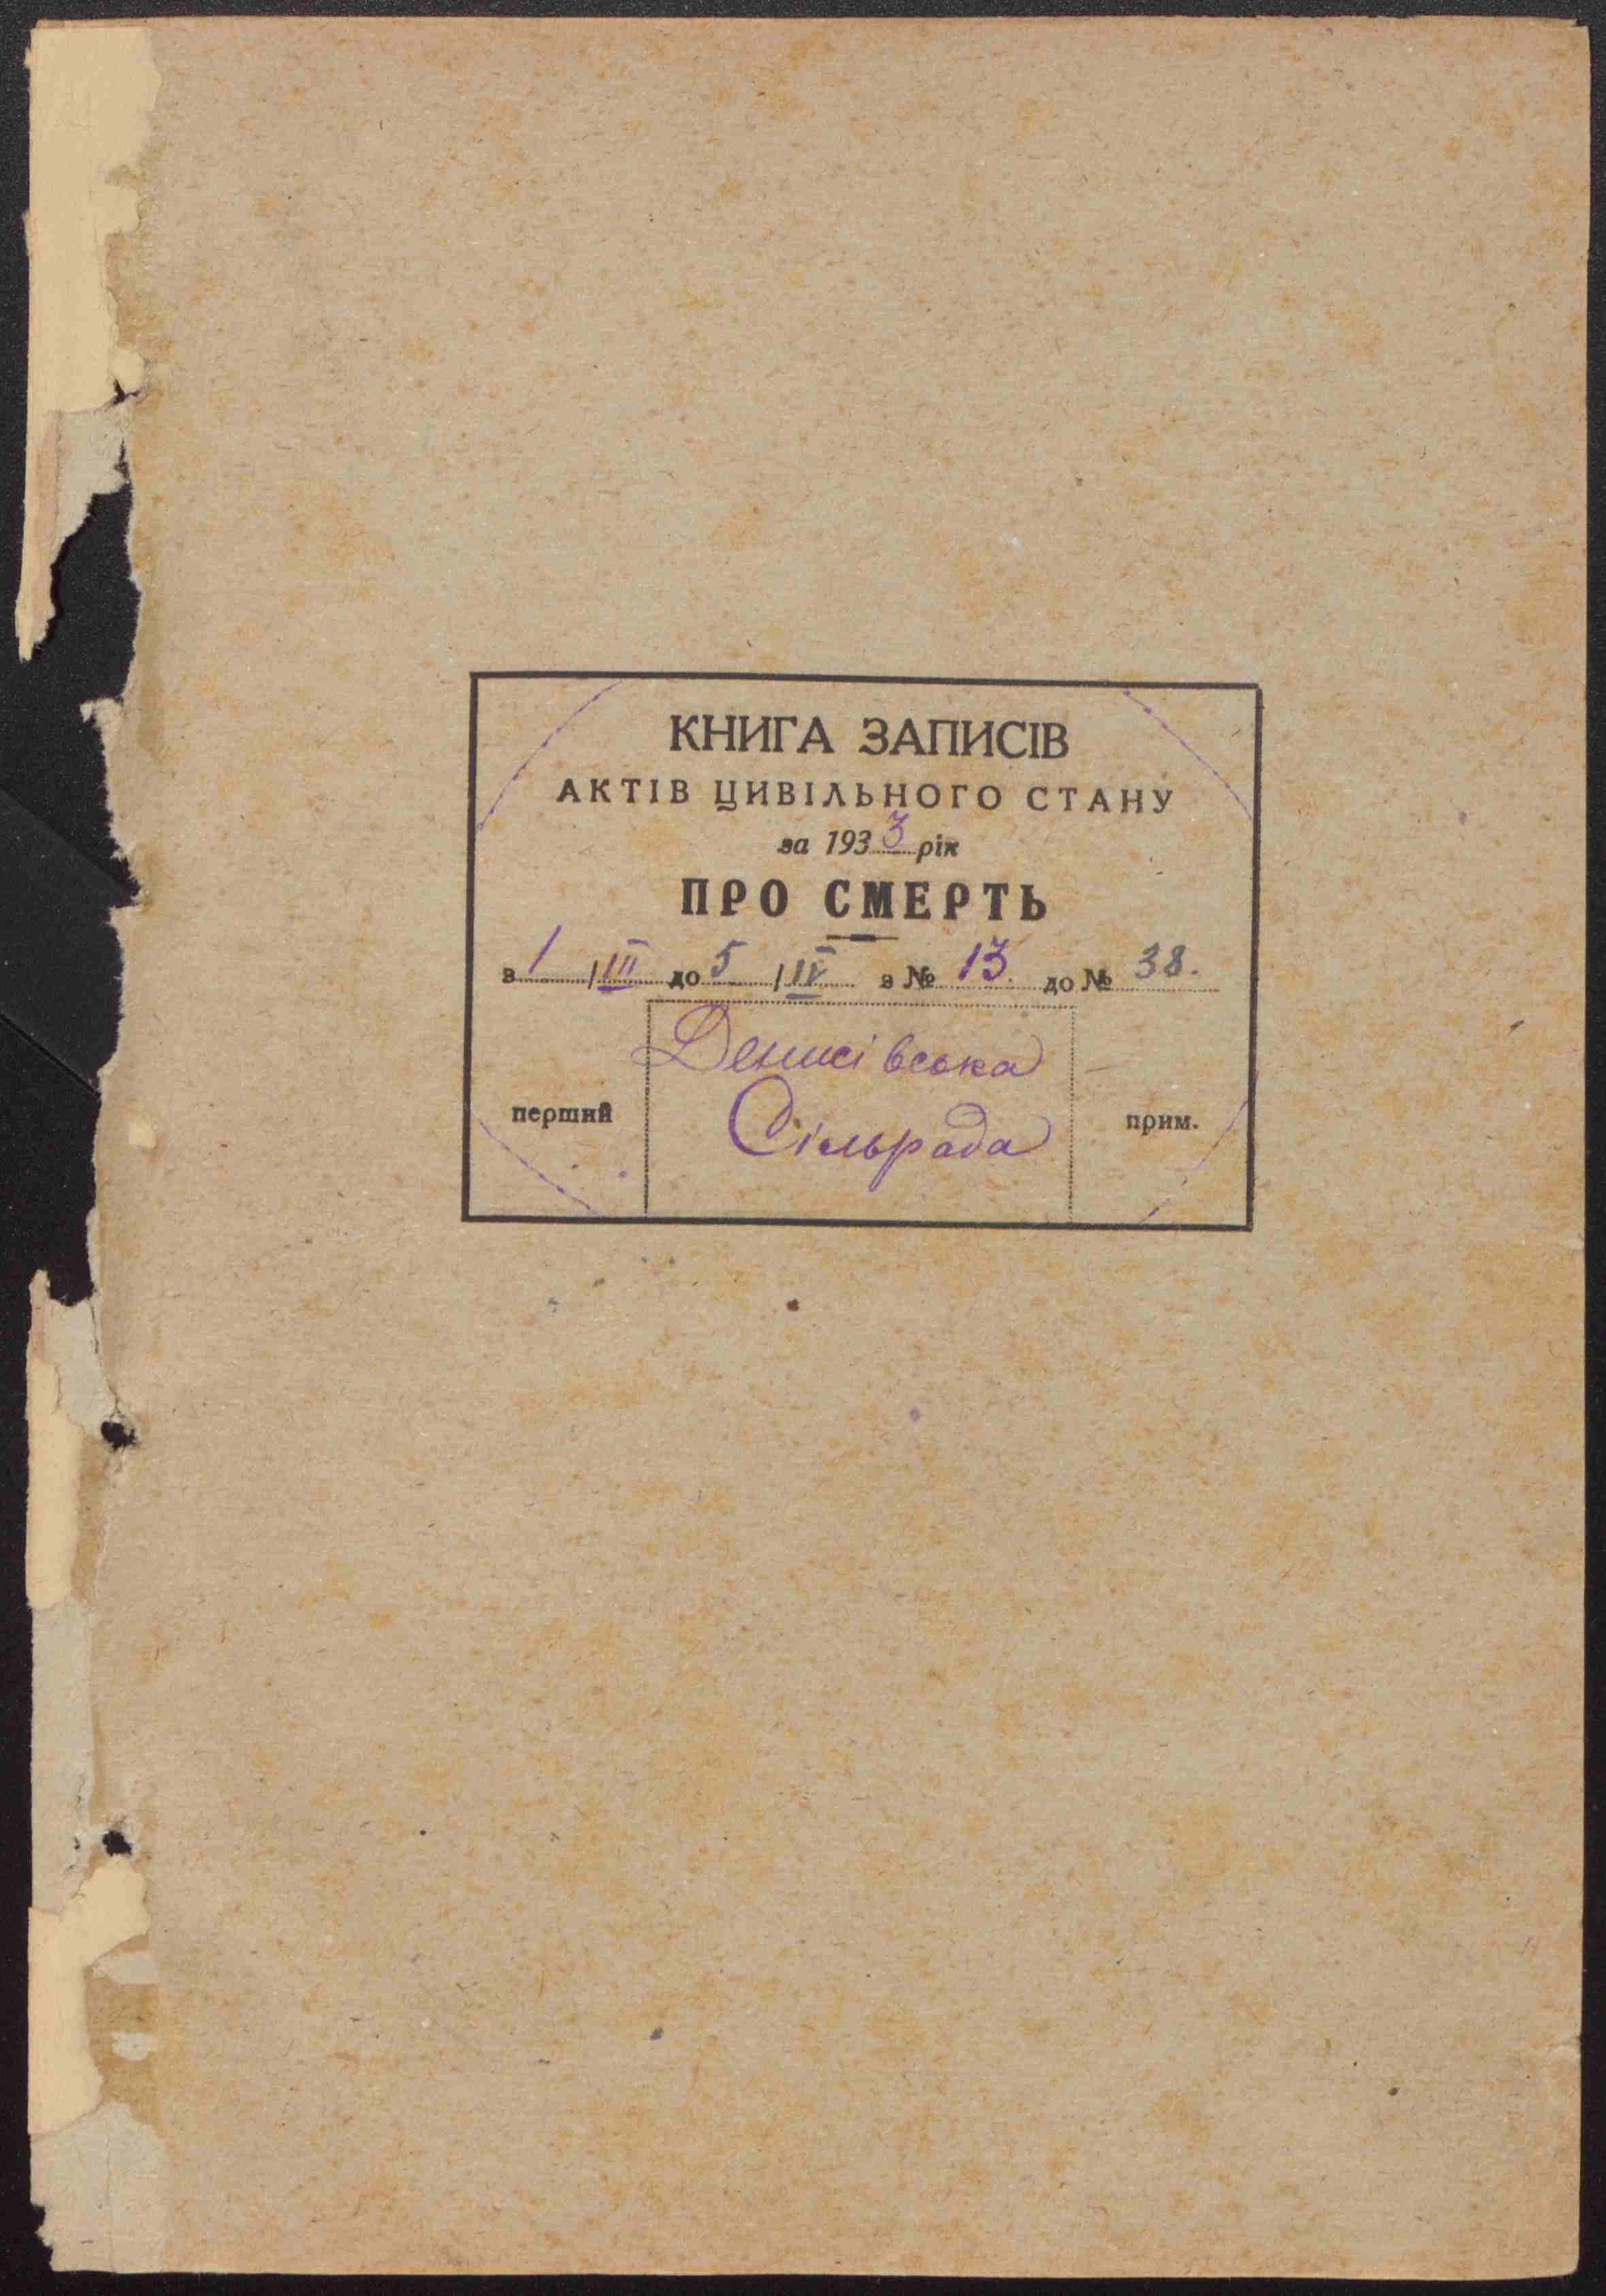 КНИГА ЗАПИСІВ
АКТІВ ЦИВІЛЬНОГО СТАНУ
за 1933 рік
ПРО СМЕРТЬ
з 1 / III до 5 / IV з № 13. до № 38.
Сільрада
перший
прим.